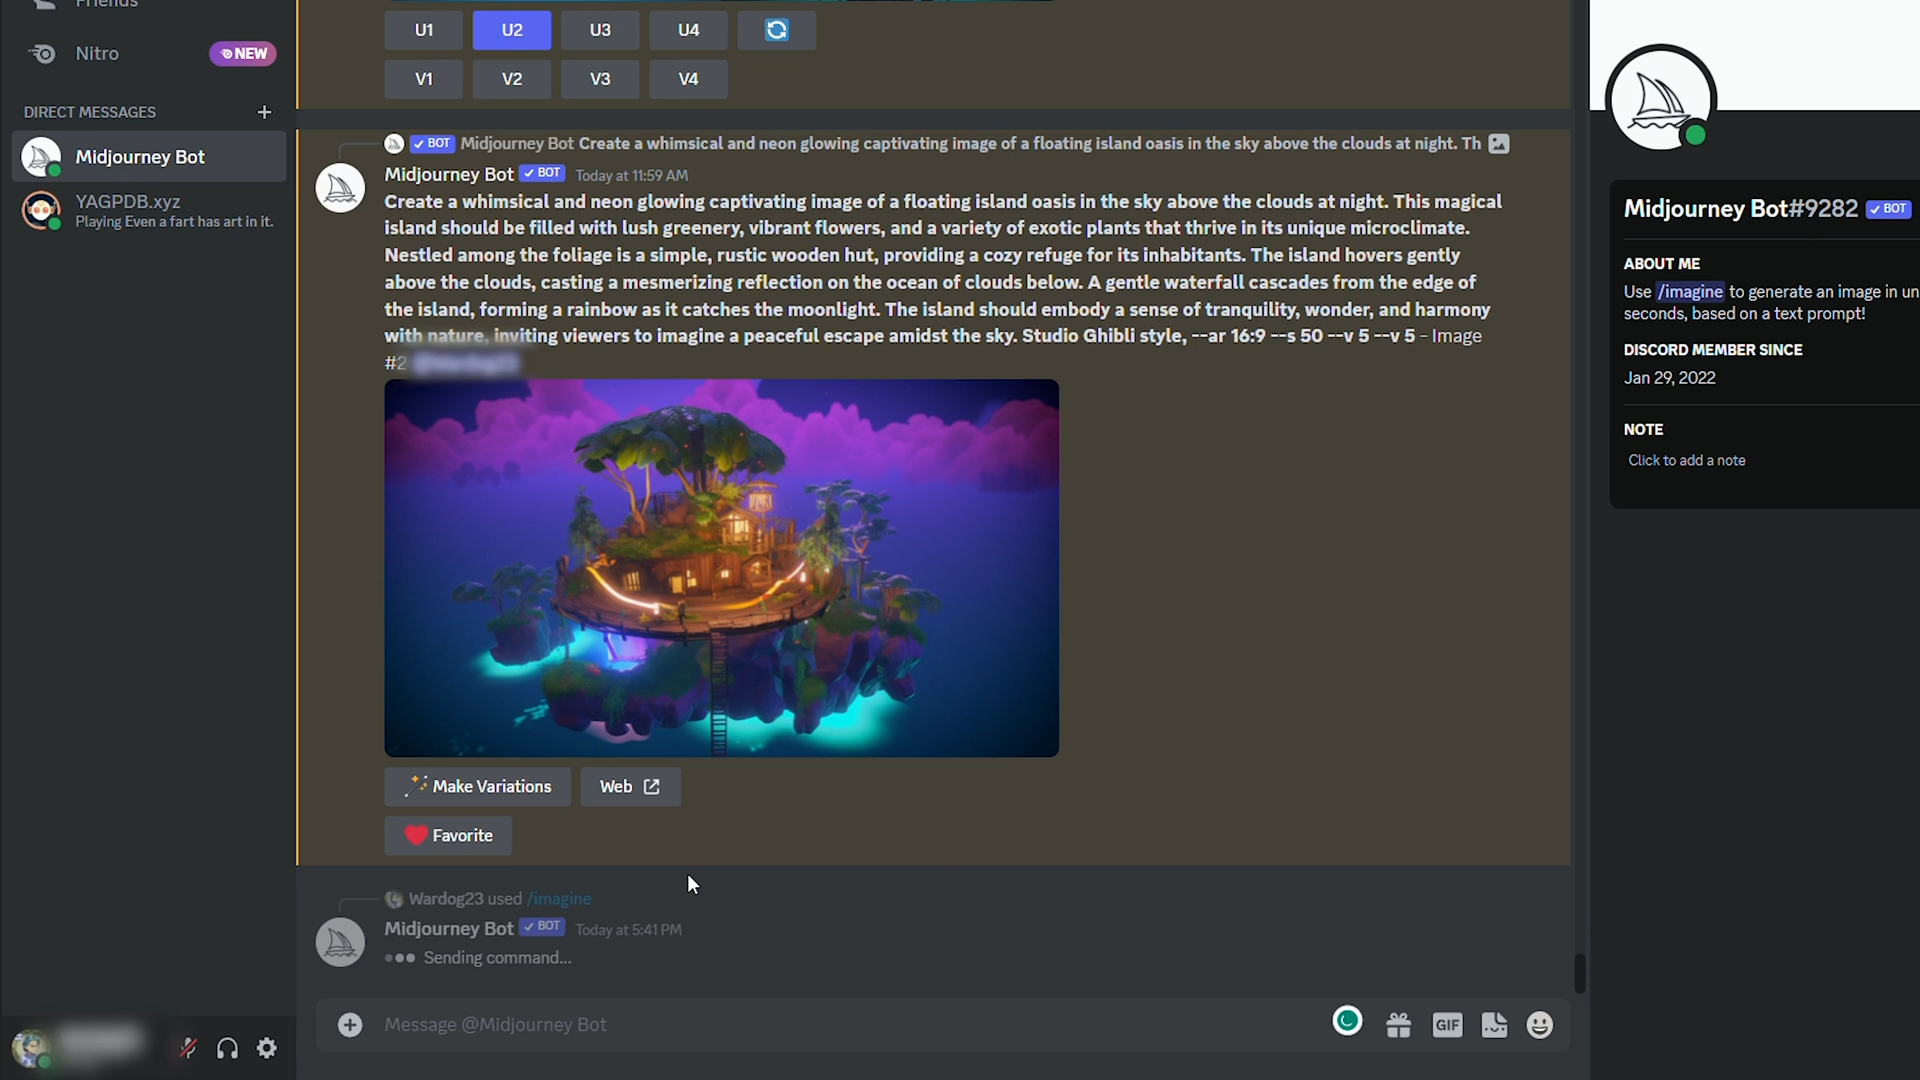 Friends
Nitro
NEW
DIRECT MESSAGES
Midjourney Bot
YAGPDB.xyz
Playing Even a fart has art in it.
U1 U2 U3 U4
V1 V2 V3 V4
BOT Midjourney Bot Create a whimsical and neon glowing captivating image of a floating island oasis in the sky above the clouds at night. Th
Midjourney Bot BOT Today at 11:59 AM
Create a whimsical and neon glowing captivating image of a floating island oasis in the sky above the clouds at night. This magical
island should be filled with lush greenery, vibrant flowers, and a variety of exotic plants that thrive in its unique microclimate.
Nestled among the foliage is a simple, rustic wooden hut, providing a cozy refuge for its inhabitants. The island hovers gently
above the clouds, casting a mesmerizing reflection on the ocean of clouds below. A gentle waterfall cascades from the edge of
the island, forming a rainbow as it catches the moonlight. The island should embody a sense of tranquility, wonder, and harmony
with nature, inviting viewers to imagine a peaceful escape amidst the sky. Studio Ghibli style, --ar 16:9 --s 50 --v 5 --v 5 - Image
#2
Make Variations
Web
Favorite
Wardog23 used /imagine
Midjourney Bot BOT Today at 5:41 PM
Sending command...
Message @Midjourney Bot
GIF
Midjourney Bot#9282 BOT
ABOUT ME
Use /imagine to generate an image in un
seconds, based on a text prompt!
DISCORD MEMBER SINCE
Jan 29, 2022
NOTE
Click to add a note